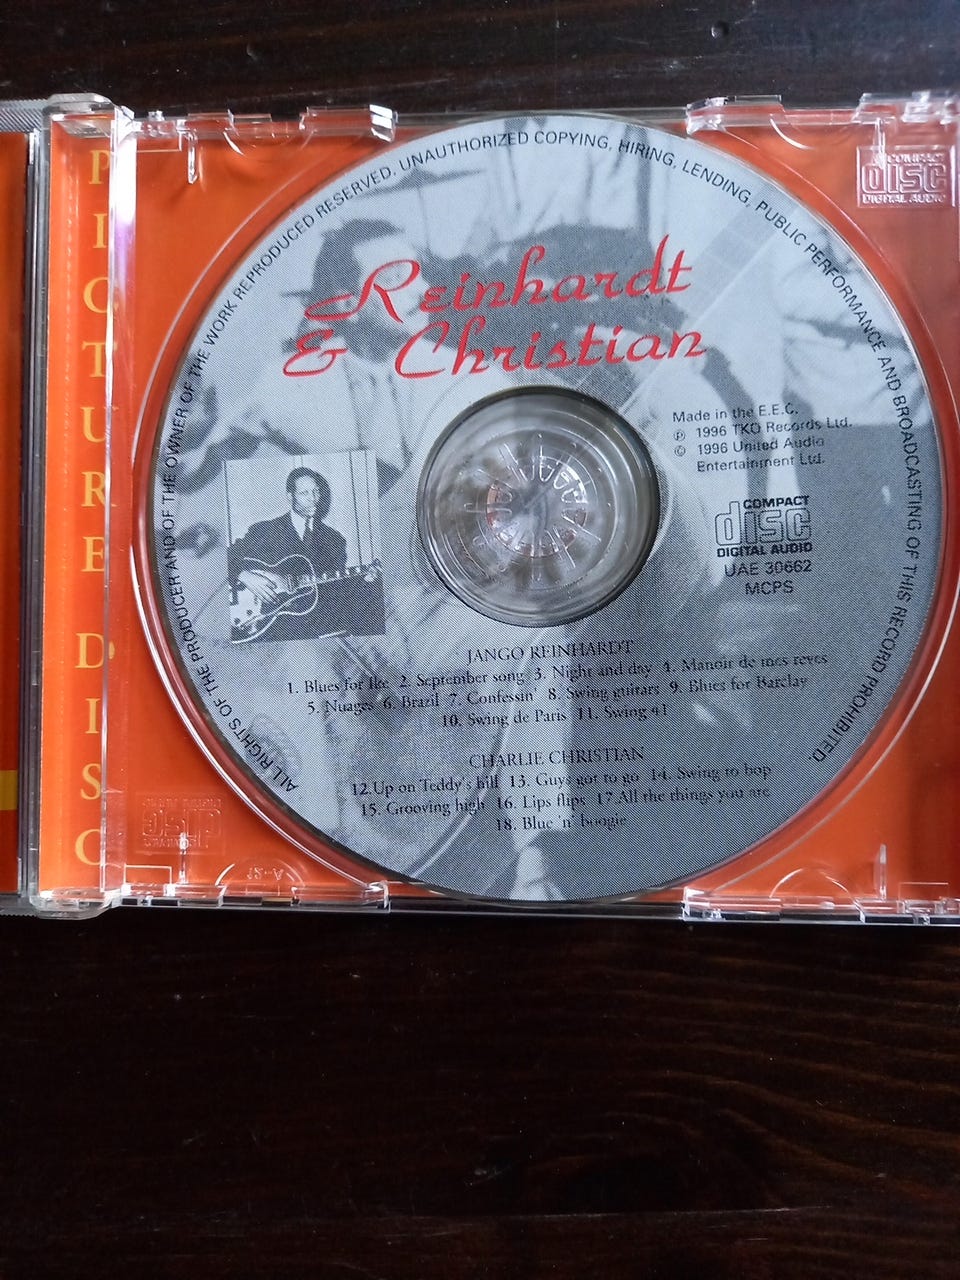 PICTURE DISC
COMPACT
disc
DIGITAL AUDIO
ALL RIGHTS OF THE PRODUCER AND OF THE OWNER OF THE WORK REPRODUCED RESERVED. UNAUTHORIZED COPYING, HIRING, LENDING, PUBLIC PERFORMANCE AND BROADCASTING OF THIS RECORD PROHIBITED.
Reinhardt
& Christian
Made in the E.E.C.
℗ 1996 TKO Records Ltd.
© 1996 United Audio
Entertainment Ltd.
COMPACT
disc
DIGITAL AUDIO
UAE 30662
MCPS
JANGO REINHARDT
1. Blues for Ike 2. September song 3. Night and day 4. Manoir de mes reves
5. Nuages 6. Brazil 7. Confessin' 8. Swing guitars 9. Blues for Barclay
10. Swing de Paris 11. Swing 41
CHARLIE CHRISTIAN
12.Up on Teddy's hill 13. Guys got to go 14. Swing to bop
15. Grooving high 16. Lips flips 17.All the things you are
18. Blue 'n' boogie
disc
12-A